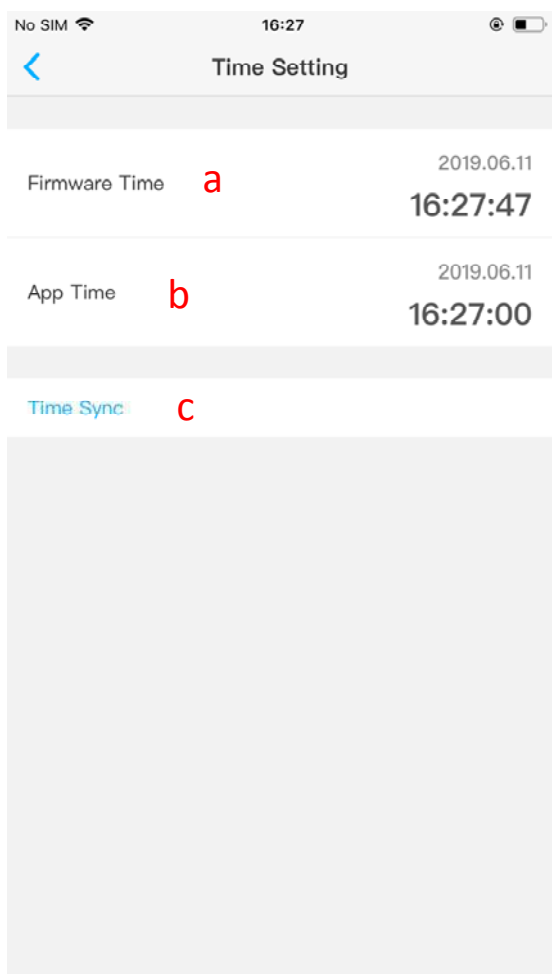 No SIM 16:27
Time Setting
2019.06.11
Firmware Time a
16:27:47
2019.06.11
App Time b
16:27:00
Time Sync c